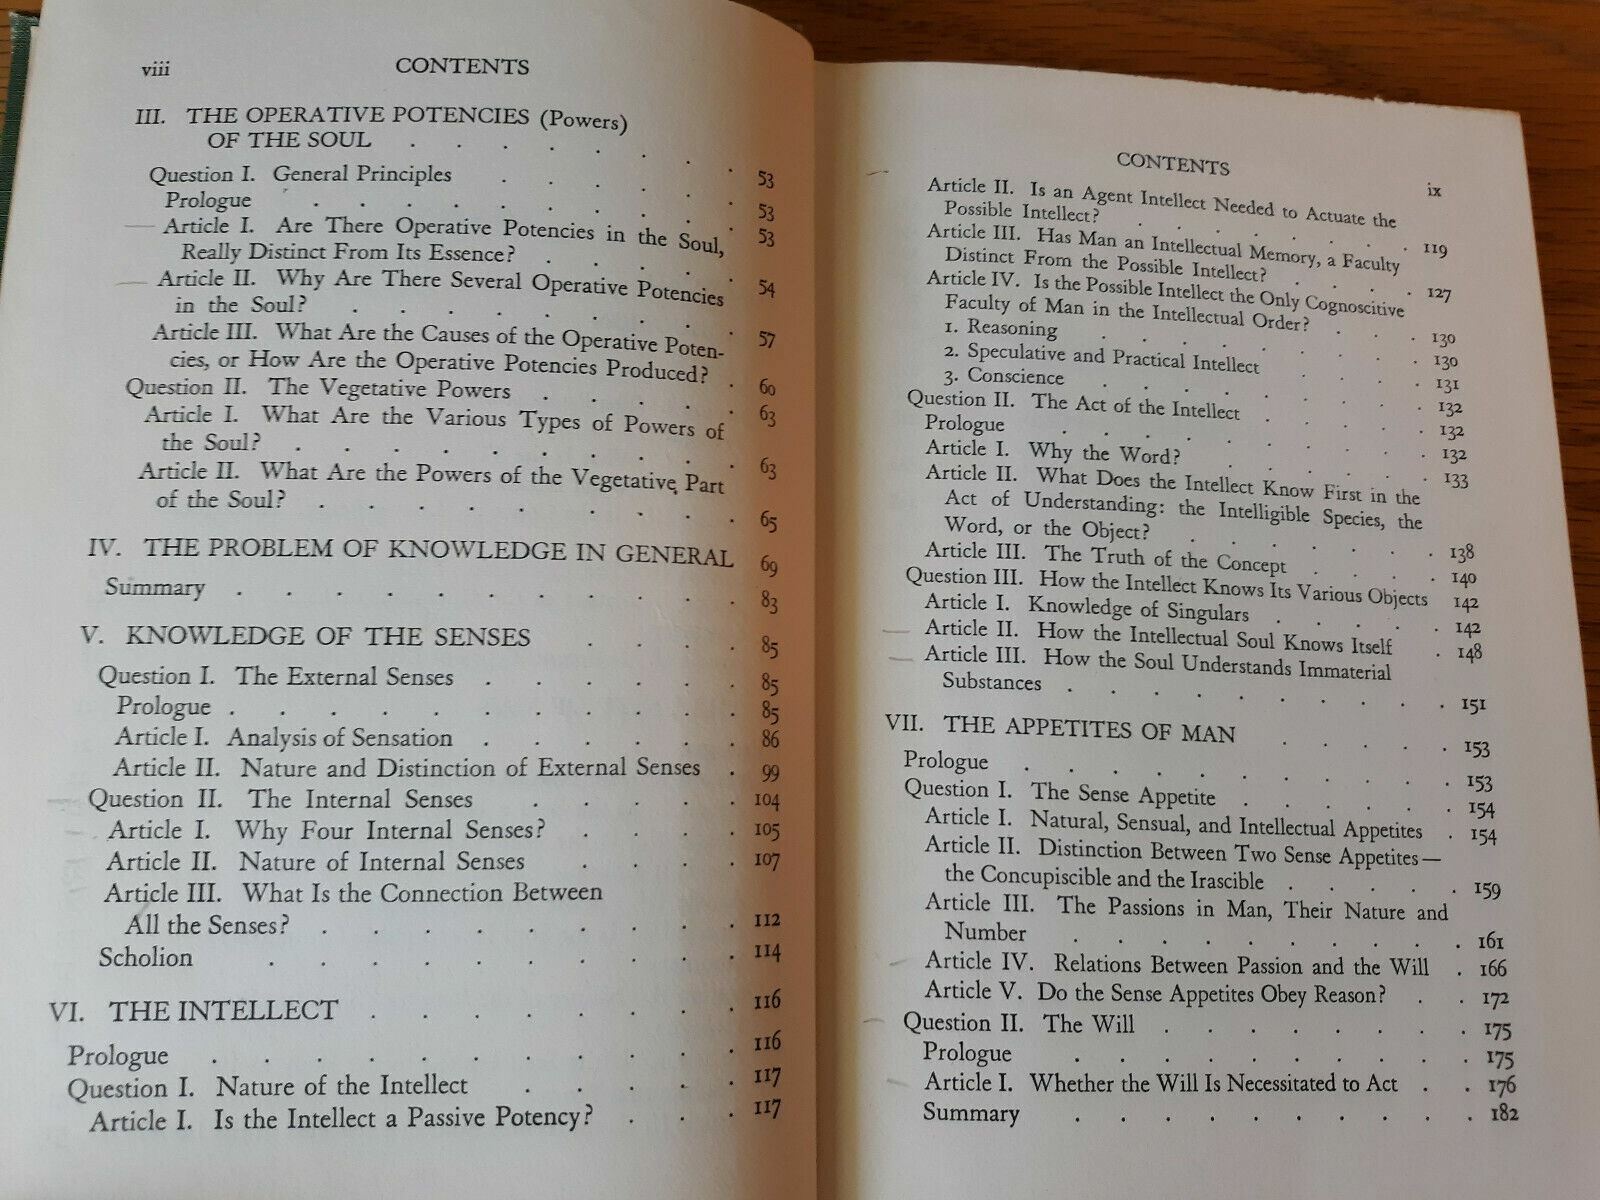 viii CONTENTS
III. THE OPERATIVE POTENCIES (Powers)
OF THE SOUL . . . . . . . 53
Question I. General Principles . . . . . 53
Prologue . . . . . . . . . 53
Article I. Are There Operative Potencies in the Soul,
Really Distinct From Its Essence? . . . . 54
Article II. Why Are There Several Operative Potencies
in the Soul? . . . . . . . . 57
Article III. What Are the Causes of the Operative Poten-
cies, or How Are the Operative Potencies Produced? . 60
Question II. The Vegetative Powers . . . . 63
Article I. What Are the Various Types of Powers of
the Soul? . . . . . . . . . 63
Article II. What Are the Powers of the Vegetative Part
of the Soul? . . . . . . . . 65
IV. THE PROBLEM OF KNOWLEDGE IN GENERAL 69
Summary . . . . . . . . . . 83
V. KNOWLEDGE OF THE SENSES . . . . 85
Question I. The External Senses . . . . . . 85
Prologue . . . . . . . . . . 85
Article I. Analysis of Sensation . . . . . . 86
Article II. Nature and Distinction of External Senses . 99
Question II. The Internal Senses . . . . . 104
Article I. Why Four Internal Senses? . . . . 105
Article II. Nature of Internal Senses . . . . 107
Article III. What Is the Connection Between
All the Senses? . . . . . . . . . 112
Scholion . . . . . . . . . . 114
VI. THE INTELLECT . . . . . . . . 116
Prologue . . . . . . . . . . 116
Question I. Nature of the Intellect . . . . . 117
Article I. Is the Intellect a Passive Potency? . . . 117
CONTENTS ix
Article II. Is an Agent Intellect Needed to Actuate the
Possible Intellect? . . . . . . . . 119
Article III. Has Man an Intellectual Memory, a Faculty
Distinct From the Possible Intellect? . . . . 127
Article IV. Is the Possible Intellect the Only Cognoscitive
Faculty of Man in the Intellectual Order? . . . 130
1. Reasoning . . . . . . . . . 130
2. Speculative and Practical Intellect . . . . 131
3. Conscience . . . . . . . . . 132
Question II. The Act of the Intellect . . . . . 132
Prologue . . . . . . . . . . 132
Article I. Why the Word? . . . . . . . 133
Article II. What Does the Intellect Know First in the
Act of Understanding: the Intelligible Species, the
Word, or the Object? . . . . . . . 138
Article III. The Truth of the Concept . . . . 140
Question III. How the Intellect Knows Its Various Objects 142
Article I. Knowledge of Singulars . . . . . 142
Article II. How the Intellectual Soul Knows Itself . 148
Article III. How the Soul Understands Immaterial
Substances . . . . . . . . . . 151
VII. THE APPETITES OF MAN . . . . . 153
Prologue . . . . . . . . . . 153
Question I. The Sense Appetite . . . . . . 154
Article I. Natural, Sensual, and Intellectual Appetites . 154
Article II. Distinction Between Two Sense Appetites—
the Concupiscible and the Irascible . . . . . 159
Article III. The Passions in Man, Their Nature and
Number . . . . . . . . . . 161
Article IV. Relations Between Passion and the Will . 166
Article V. Do the Sense Appetites Obey Reason? . . 172
Question II. The Will . . . . . . . . 175
Prologue . . . . . . . . . . 175
Article I. Whether the Will Is Necessitated to Act . . 176
Summary . . . . . . . . . . 182